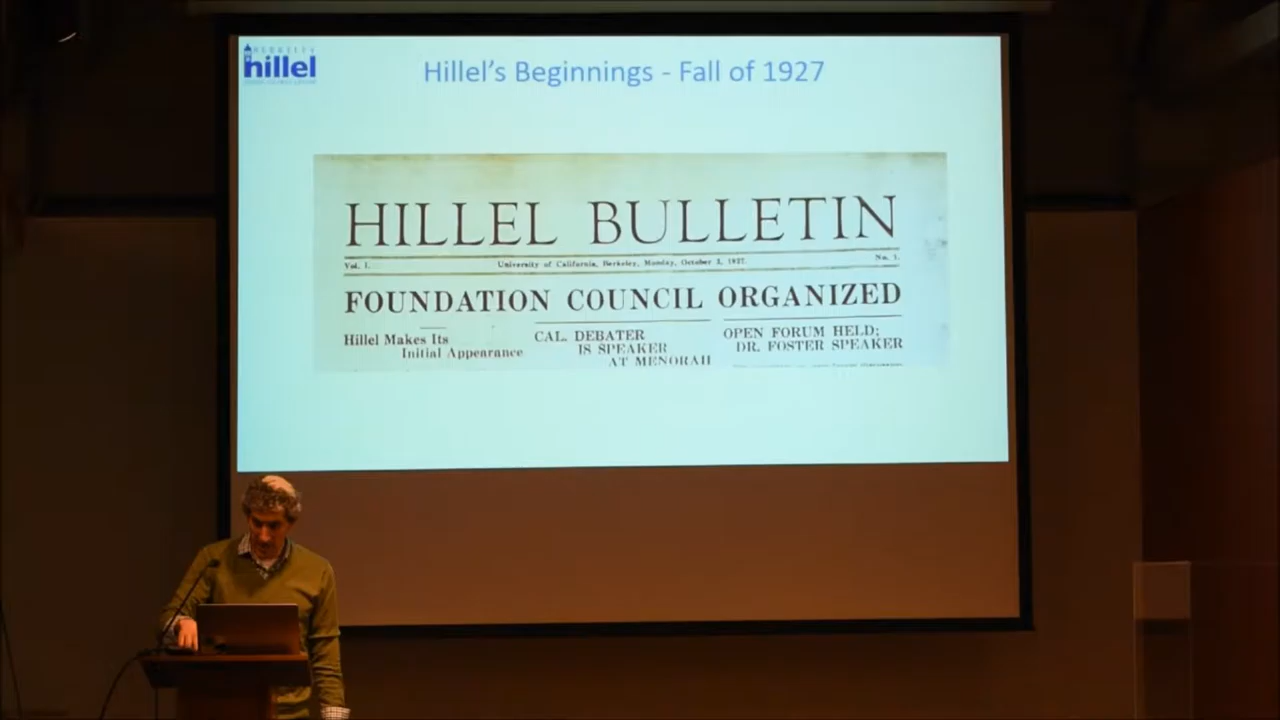 BERKELEY
hillel
Hillel's Beginnings - Fall of 1927
HILLEL BULLETIN
Vol. 1. University of California, Berkeley, Monday, October 3, 1927. No. 1.
FOUNDATION COUNCIL ORGANIZED
Hillel Makes Its
Initial Appearance
CAL. DEBATER
IS SPEAKER
AT MENORAH
OPEN FORUM HELD;
DR. FOSTER SPEAKER